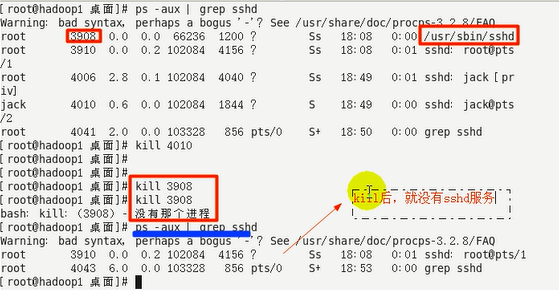 [root@hadoop1 桌面]# ps -aux | grep sshd
Warning: bad syntax, perhaps a bogus '-'? See /usr/share/doc/procps-3.2.8/FAQ
root 3908 0.0 0.0 66236 1200 ? Ss 18:08 0:00 /usr/sbin/sshd
root 3910 0.0 0.2 102084 4156 ? Ss 18:08 0:01 sshd: root@pts
/1
root 4006 2.8 0.1 102084 4040 ? Ss 18:49 0:01 sshd: jack [pr
iv]
jack 4010 0.6 0.0 102084 1844 ? S 18:49 0:00 sshd: jack@pts
/2
root 4041 2.0 0.0 103328 856 pts/0 S+ 18:50 0:00 grep sshd
[root@hadoop1 桌面]# kill 4010
[root@hadoop1 桌面]#
[root@hadoop1 桌面]#
[root@hadoop1 桌面]# kill 3908
[root@hadoop1 桌面]# kill 3908
kill后，就没有sshd服务
bash: kill: (3908) - 没有那个进程
[root@hadoop1 桌面]# ps -aux | grep sshd
Warning: bad syntax, perhaps a bogus '-'? See /usr/share/doc/procps-3.2.8/FAQ
root 3910 0.0 0.2 102084 4156 ? Ss 18:08 0:01 sshd: root@pts/1
root 4043 6.0 0.0 103328 856 pts/0 S+ 18:53 0:00 grep sshd
[root@hadoop1 桌面]#